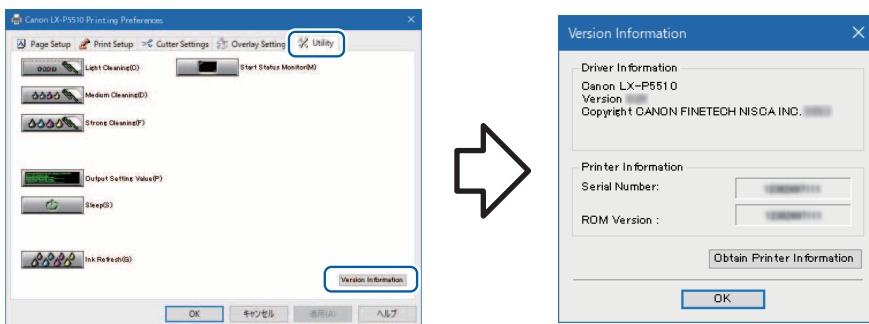 Canon LX-P5510 Printing Preferences
Page Setup Print Setup Cutter Settings Overlay Setting Utility
Light Cleaning(O) Start Status Monitor(M)
Medium Cleaning(D)
Strong Cleaning(F)
Output Setting Value(P)
Sleep(S)
Ink Refresh(G)
Version Information
OK キャンセル 適用(A) ヘルプ
Version Information
Driver Information
Canon LX-P5510
Version
Copyright CANON FINETECH NISCA INC.
Printer Information
Serial Number:
ROM Version :
Obtain Printer Information
OK